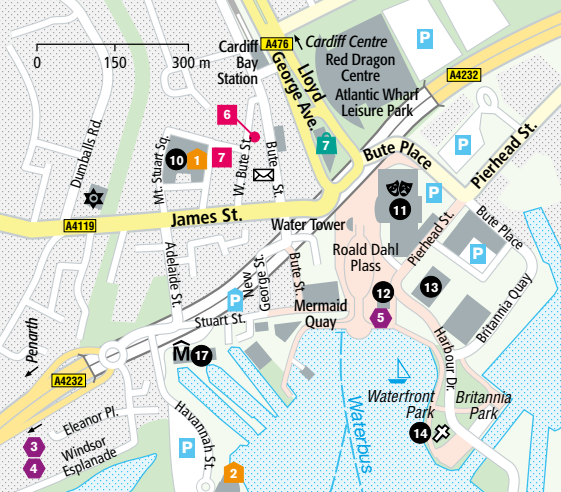 A476
Cardiff Centre
Cardiff
Bay
Station
Lloyd
George Ave.
Red Dragon
Centre
Atlantic Wharf
Leisure Park
P
A4232
0 150 300 m
6
7
10
1
7
Dumballs Rd.
Mt. Stuart Sq.
W. Bute St.
Bute St.
Bute Place
P
Pierhead St.
A4119
James St.
11
P
Water Tower
Pierhead St.
Bute Place
P
Adelaide St.
New
George St.
Bute St.
Roald Dahl
Plass
12
13
5
P
Stuart St.
Mermaid
Quay
Britannia Quay
Penarth
A4232
M
17
Harbour Dr.
Waterbus
Waterfront
Park
Britannia
Park
14
Eleanor Pl.
Windsor
Esplanade
3
4
Havannah St.
P
2